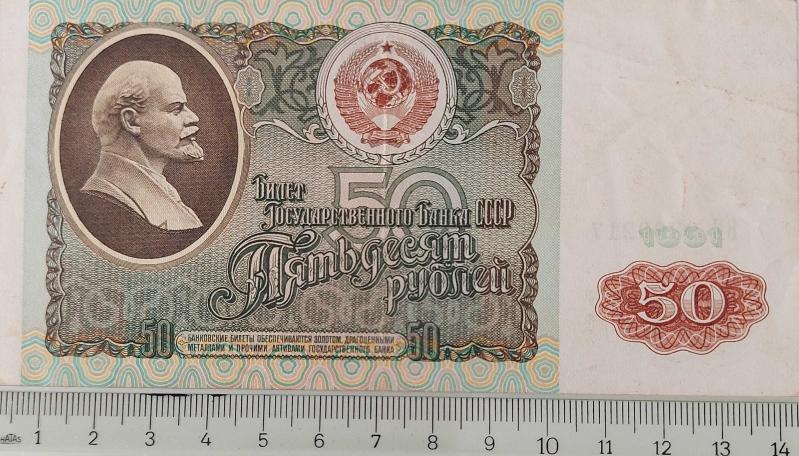 50
БИЛЕТ
ГОСУДАРСТВЕННОГО БАНКА СССР
Пятьдесят
рублей
50
50 БАНКОВСКИЕ БИЛЕТЫ ОБЕСПЕЧИВАЮТСЯ ЗОЛОТОМ, ДРАГОЦЕННЫМИ 50
МЕТАЛЛАМИ И ПРОЧИМИ АКТИВАМИ ГОСУДАРСТВЕННОГО БАНКА
1 2 3 4 5 6 7 8 9 10 11 12 13 14